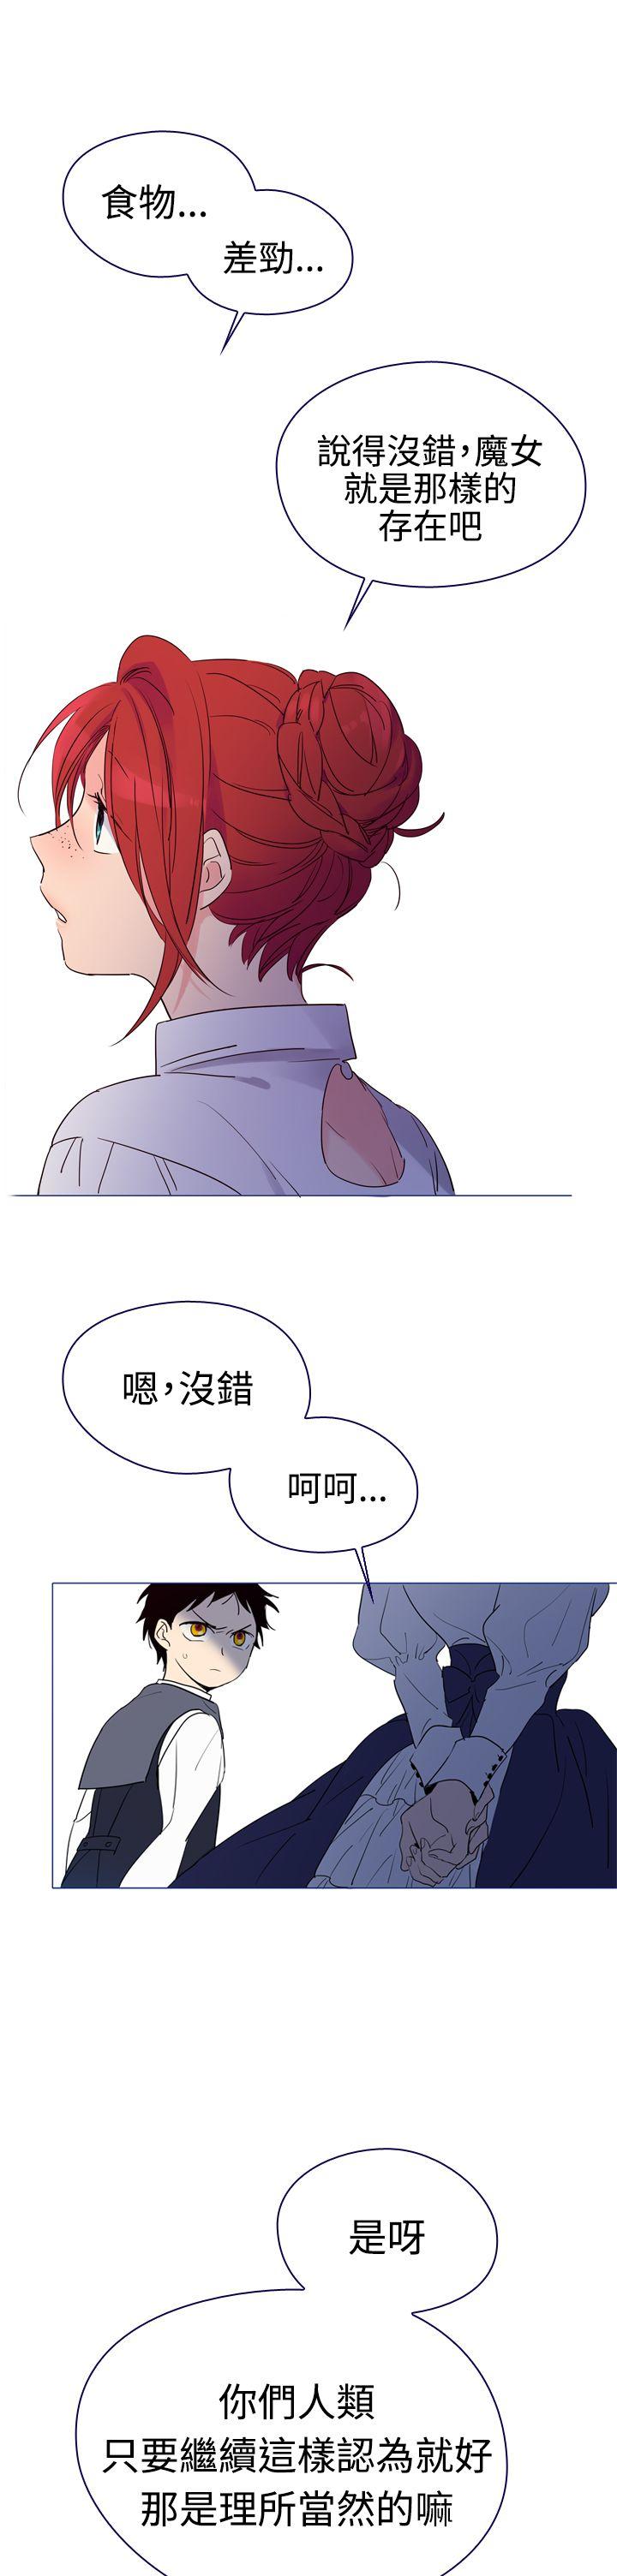 食物...
差勁...
說得沒錯,魔女
就是那樣的
存在吧
嗯,沒錯
呵呵...
是呀
你們人類
只要繼續這樣認為就好
那是理所當然的嘛